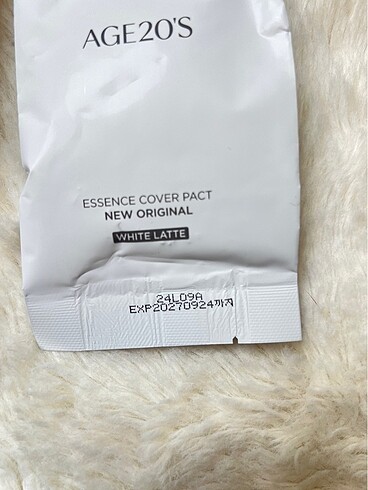 AGE20'S
ESSENCE COVER PACT
NEW ORIGINAL
WHITE LATTE
24L09A
EXP20270924까지